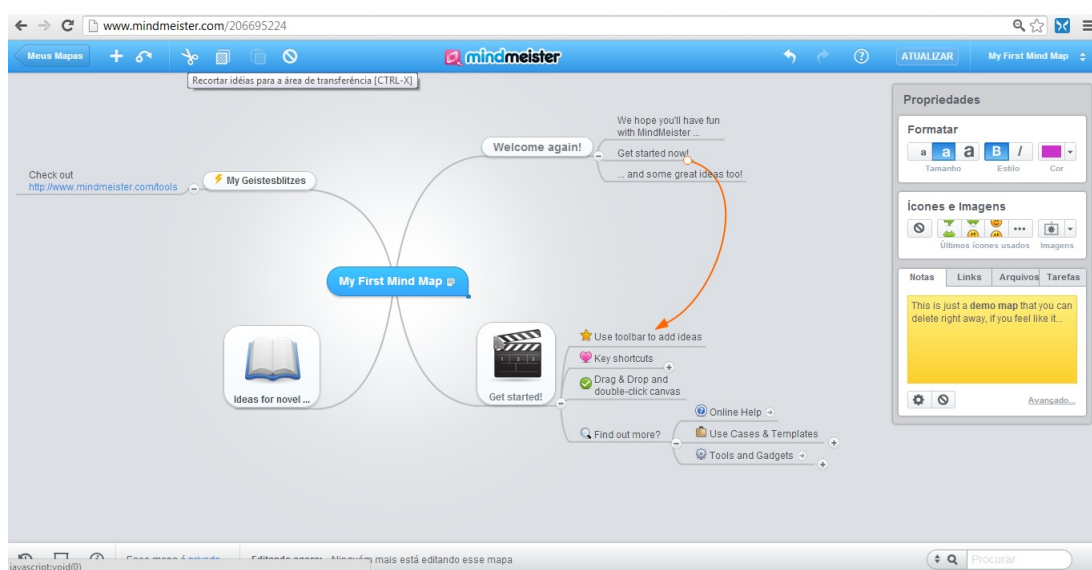 www.mindmeister.com/206695224
Meus Mapas
mindmeister
ATUALIZAR
My First Mind Map
Recortar idéias para a área de transferência [CTRL-X]
Check out
http://www.mindmeister.com/tools
My Geistesblitzes
Welcome again!
We hope you'll have fun
with MindMeister ...
Get started now!
... and some great ideas too!
My First Mind Map
Ideas for novel ...
1 2 3
Get started!
Use toolbar to add ideas
Key shortcuts
Drag & Drop and
double-click canvas
Find out more?
Online Help
Use Cases & Templates
Tools and Gadgets
Propriedades
Formatar
a a a B I
Tamanho Estilo Cor
Ícones e Imagens
Últimos ícones usados Imagens
Notas Links Arquivos Tarefas
This is just a demo map that you can
delete right away, if you feel like it...
Avançado...
Esse mapa é privado
Editando agora: Ninguém mais está editando esse mapa
Procurar
javascript:void(0)